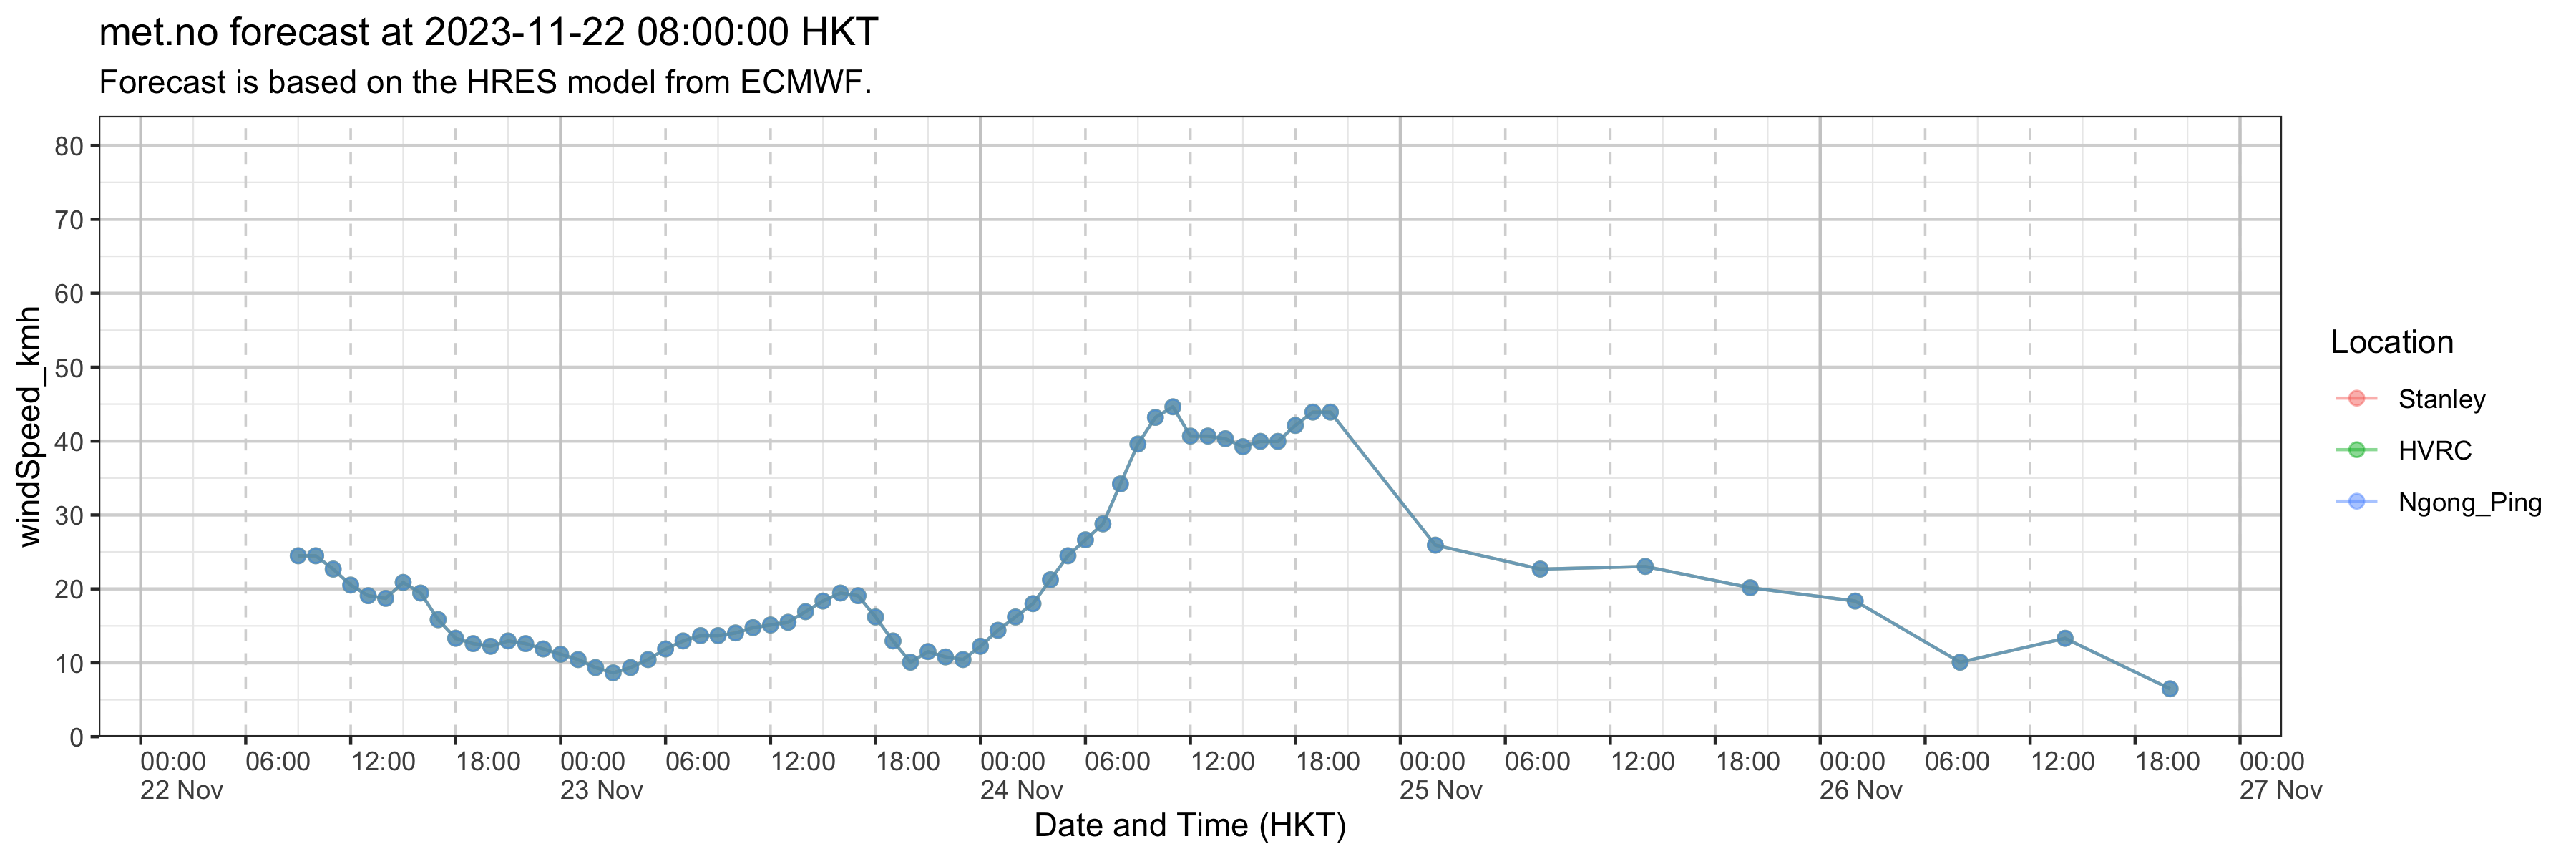 met.no forecast at 2023-11-22 08:00:00 HKT
Forecast is based on the HRES model from ECMWF.
windSpeed_kmh
80
70
60
50
40
30
20
10
0
00:00 06:00 12:00 18:00 00:00 06:00 12:00 18:00 00:00 06:00 12:00 18:00 00:00 06:00 12:00 18:00 00:00 06:00 12:00 18:00 00:00
22 Nov 23 Nov 24 Nov 25 Nov 26 Nov 27 Nov
Date and Time (HKT)
Location
Stanley
HVRC
Ngong_Ping